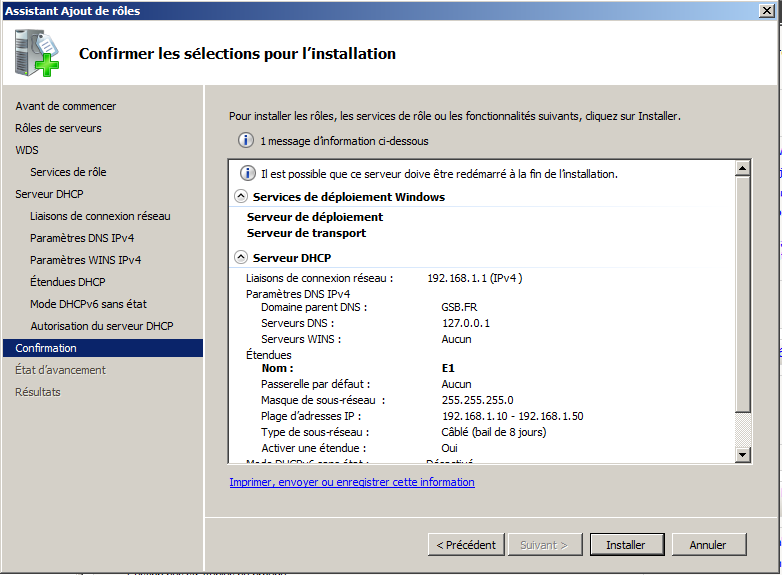 Assistant Ajout de rôles
Confirmer les sélections pour l'installation
Avant de commencer
Rôles de serveurs
WDS
Services de rôle
Serveur DHCP
Liaisons de connexion réseau
Paramètres DNS IPv4
Paramètres WINS IPv4
Étendues DHCP
Mode DHCPv6 sans état
Autorisation du serveur DHCP
Confirmation
État d'avancement
Résultats
Pour installer les rôles, les services de rôle ou les fonctionnalités suivants, cliquez sur Installer.
1 message d'information ci-dessous
Il est possible que ce serveur doive être redémarré à la fin de l'installation.
Services de déploiement Windows
Serveur de déploiement
Serveur de transport
Serveur DHCP
Liaisons de connexion réseau : 192.168.1.1 (IPv4 )
Paramètres DNS IPv4
Domaine parent DNS : GSB.FR
Serveurs DNS : 127.0.0.1
Serveurs WINS : Aucun
Étendues
Nom : E1
Passerelle par défaut : Aucun
Masque de sous-réseau : 255.255.255.0
Plage d'adresses IP : 192.168.1.10 - 192.168.1.50
Type de sous-réseau : Câblé (bail de 8 jours)
Activer une étendue : Oui
Mode DHCPv6 sans état : Désactivé
Imprimer, envoyer ou enregistrer cette information
< Précédent Suivant > Installer Annuler